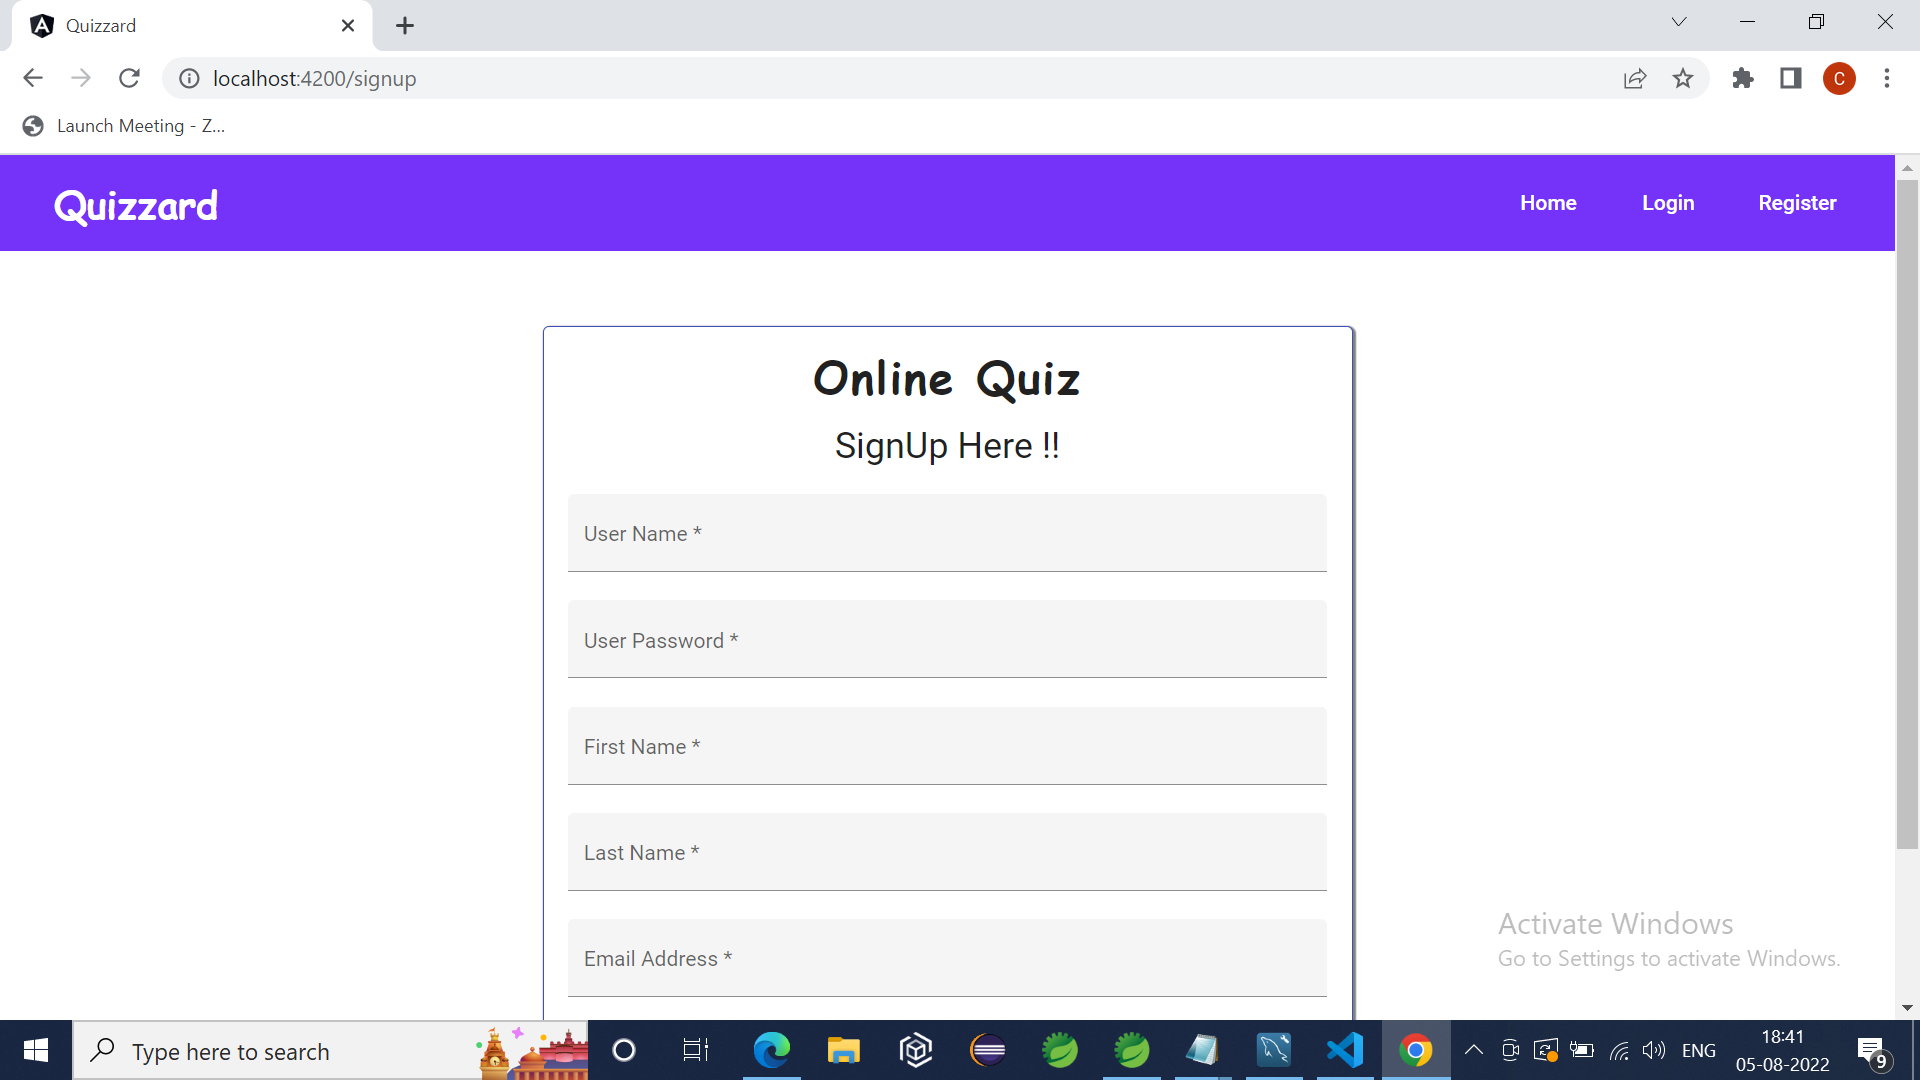 Quizzard
localhost:4200/signup
C
Launch Meeting - Z...
Quizzard
Home
Login
Register
Online Quiz
SignUp Here !!
User Name *
User Password *
First Name *
Last Name *
Email Address *
Activate Windows
Go to Settings to activate Windows.
Type here to search
ENG
18:41
05-08-2022
9